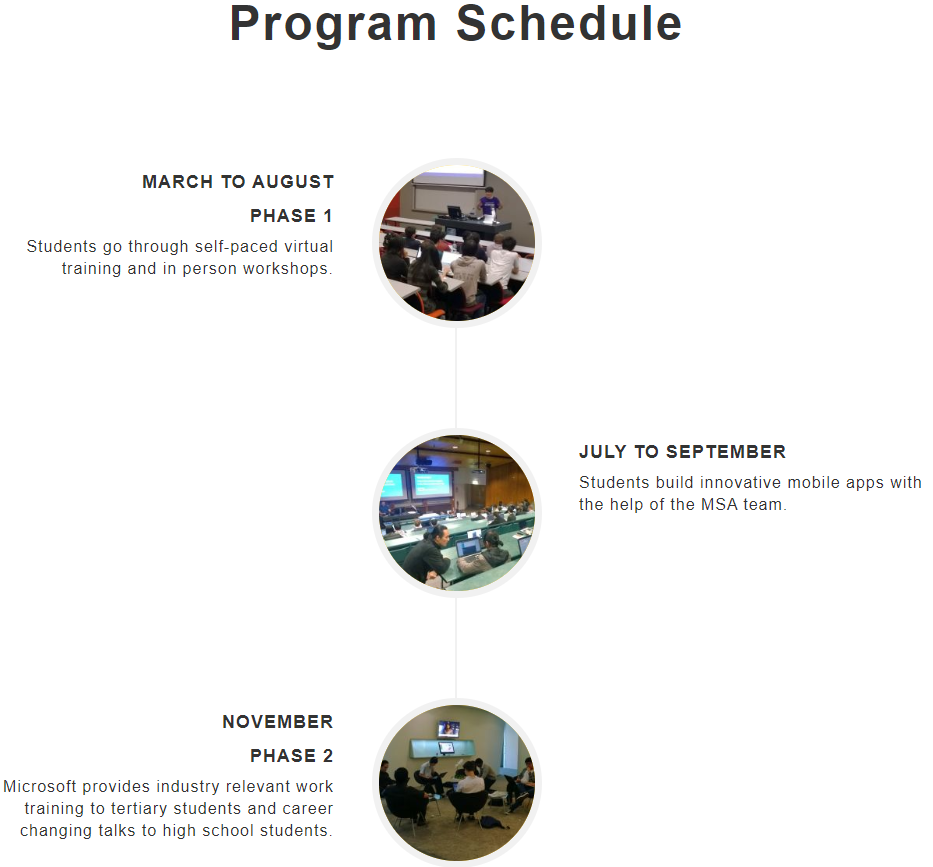 Program Schedule
MARCH TO AUGUST
PHASE 1
Students go through self-paced virtual
training and in person workshops.
JULY TO SEPTEMBER
Students build innovative mobile apps with
the help of the MSA team.
NOVEMBER
PHASE 2
Microsoft provides industry relevant work
training to tertiary students and career
changing talks to high school students.